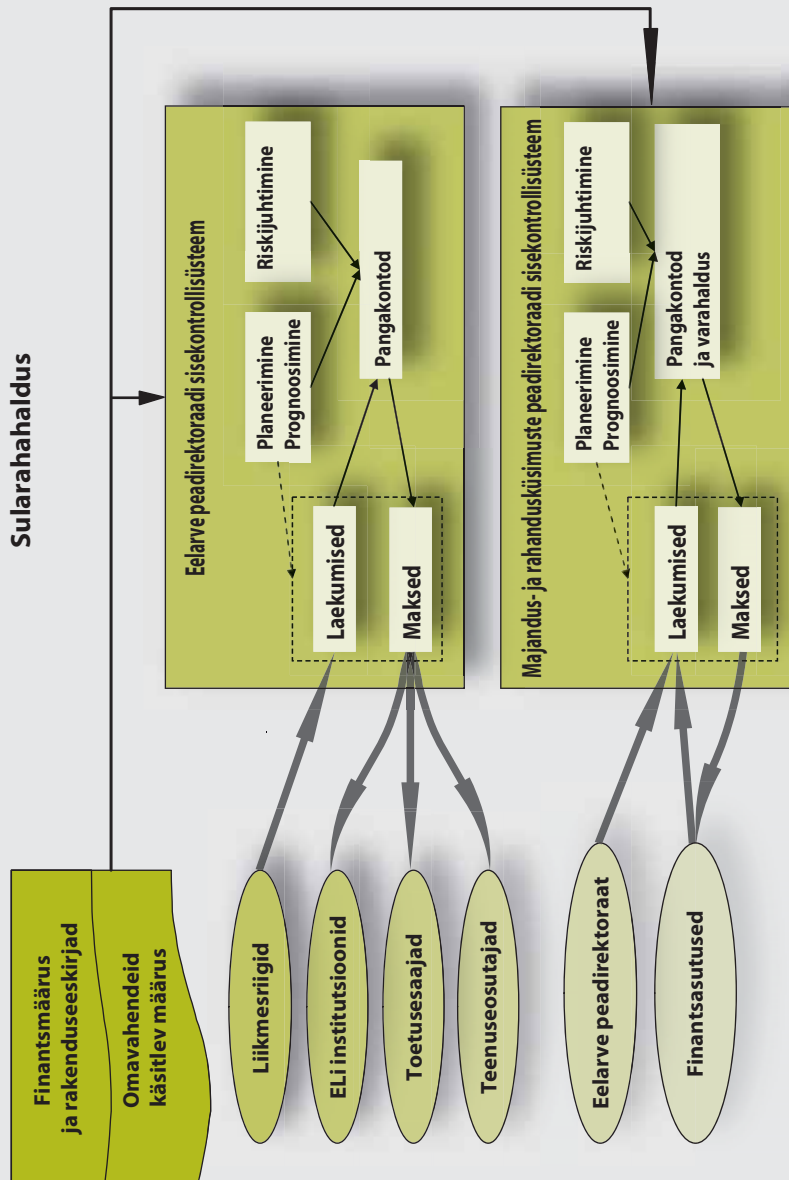 Sularahahaldus
Finantsmäärus
ja rakenduseeskirjad
Omavahendeid
käsitlev määrus
Liikmesriigid
ELi institutsioonid
Toetusesaajad
Teenuseosutajad
Eelarve peadirektoraat
Finantsasutused
Eelarve peadirektoraadi sisekontrollisüsteem
Laekumised
Maksed
Planeerimine
Prognoosimine
Riskijuhtimine
Pangakontod
Majandus- ja rahandusküsimuste peadirektoraadi sisekontrollisüsteem
Laekumised
Maksed
Planeerimine
Prognoosimine
Riskijuhtimine
Pangakontod
ja varahaldus